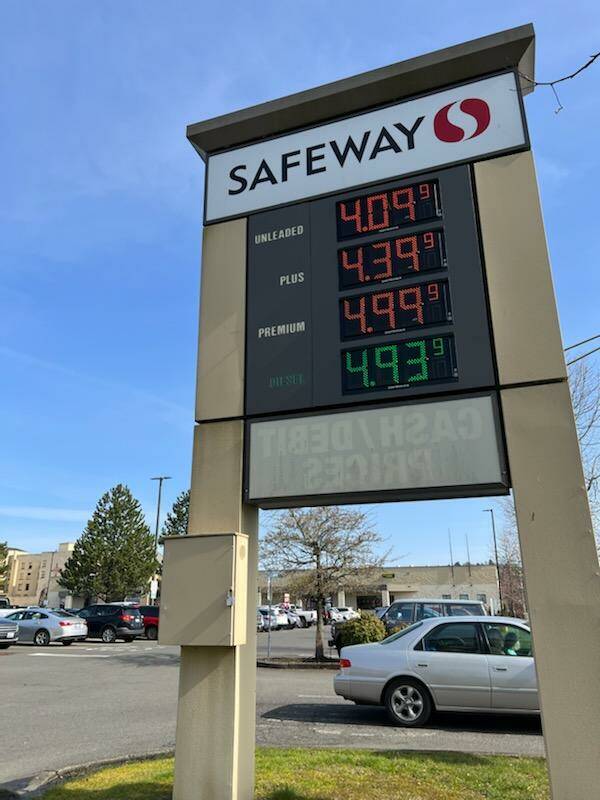 SAFEWAY
UNLEADED 4.09 9
PLUS 4.39 9
PREMIUM 4.99 9
DIESEL 4.93 9
CASH/DEBIT
PRICES